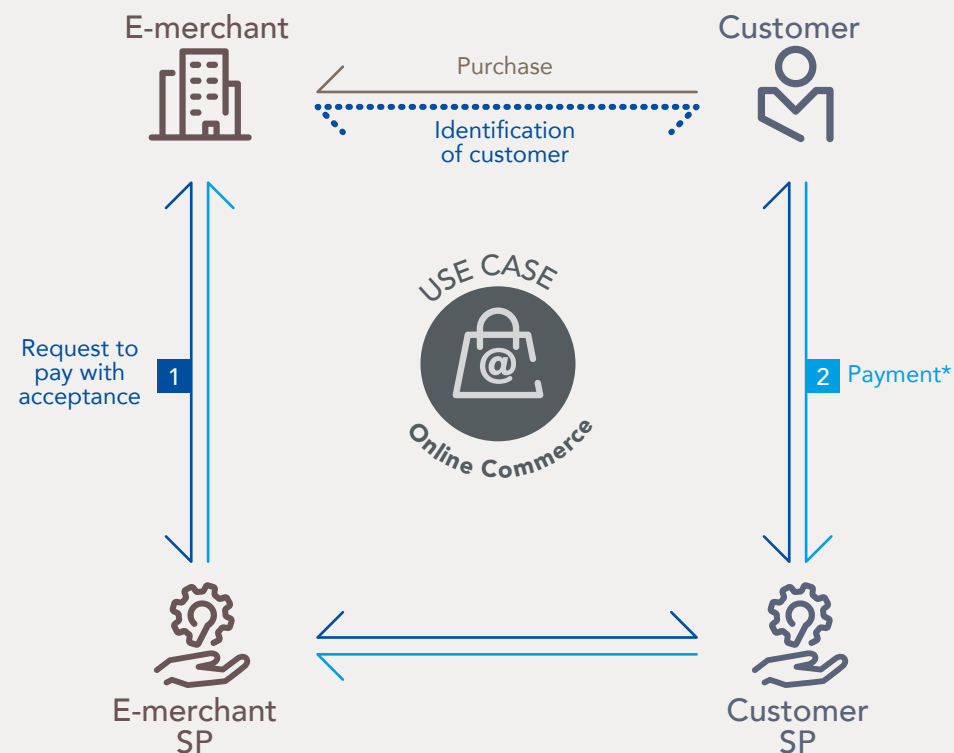 E-merchant
Customer
Purchase
Identification
of customer
USE CASE
@
Online Commerce
Request to
pay with
acceptance
1
2
Payment*
E-merchant
SP
Customer
SP